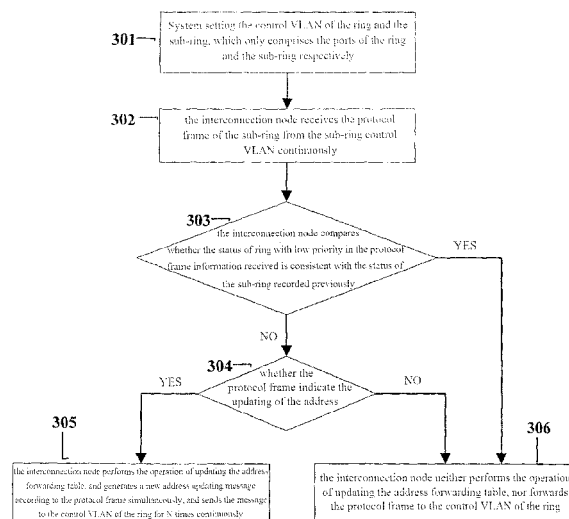 301
System setting the control VLAN of the ring and the
sub-ring, which only comprises the ports of the ring
and the sub-ring respectively
302
the interconnection node receives the protocol
frame of the sub-ring from the sub-ring control
VLAN continuously
303
the interconnection node compares
whether the status of ring with low priority in the protocol
frame information received is consistent with the status of
the sub-ring recorded previously
YES
NO
304
whether the
protocol frame indicate the
updating of the address
YES
NO
305
the interconnection node performs the operation of updating the address
forwarding table, and generates a new address updating message
according to the protocol frame simultaneously, and sends the message
to the control VLAN of the ring for N times continuously
306
the interconnection node neither performs the operation
of updating the address forwarding table, nor forwards
the protocol frame to the control VLAN of the ring